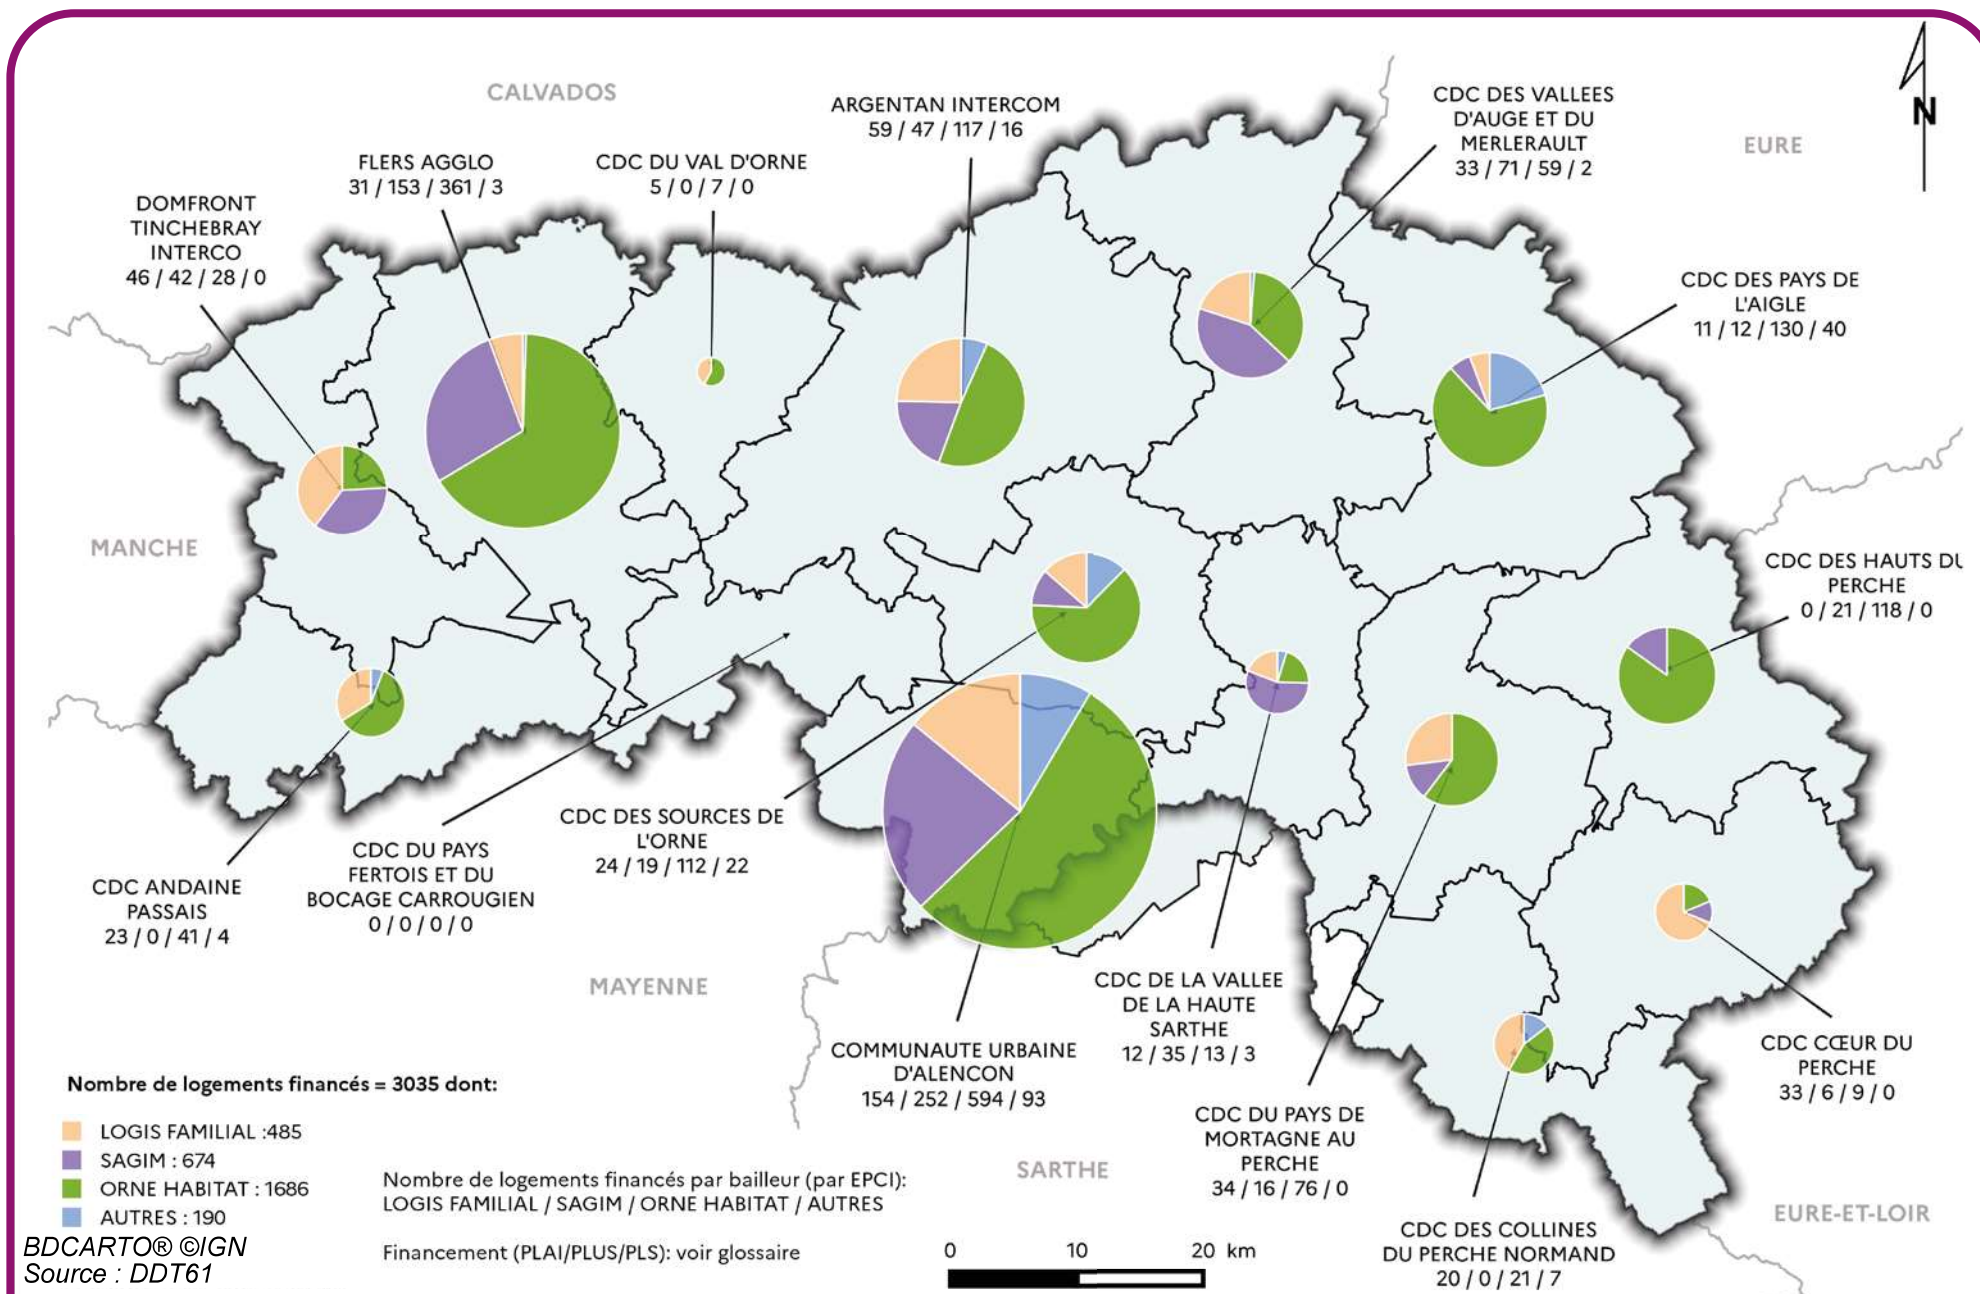 CALVADOS
EURE
MANCHE
MAYENNE
SARTHE
EURE-ET-LOIR
N
DOMFRONT
TINCHEBRAY
INTERCO
46 / 42 / 28 / 0
FLERS AGGLO
31 / 153 / 361 / 3
CDC DU VAL D'ORNE
5 / 0 / 7 / 0
ARGENTAN INTERCOM
59 / 47 / 117 / 16
CDC DES VALLEES
D'AUGE ET DU
MERLERAULT
33 / 71 / 59 / 2
CDC DES PAYS DE
L'AIGLE
11 / 12 / 130 / 40
CDC DES HAUTS DU
PERCHE
0 / 21 / 118 / 0
CDC ANDAINE
PASSAIS
23 / 0 / 41 / 4
CDC DU PAYS
FERTOIS ET DU
BOCAGE CARROUGIEN
0 / 0 / 0 / 0
CDC DES SOURCES DE
L'ORNE
24 / 19 / 112 / 22
COMMUNAUTE URBAINE
D'ALENCON
154 / 252 / 594 / 93
CDC DE LA VALLEE
DE LA HAUTE
SARTHE
12 / 35 / 13 / 3
CDC DU PAYS DE
MORTAGNE AU
PERCHE
34 / 16 / 76 / 0
CDC CŒUR DU
PERCHE
33 / 6 / 9 / 0
CDC DES COLLINES
DU PERCHE NORMAND
20 / 0 / 21 / 7
Nombre de logements financés = 3035 dont:
LOGIS FAMILIAL :485
SAGIM : 674
ORNE HABITAT : 1686
AUTRES : 190
Nombre de logements financés par bailleur (par EPCI):
LOGIS FAMILIAL / SAGIM / ORNE HABITAT / AUTRES
Financement (PLAI/PLUS/PLS): voir glossaire
BDCARTO® ©IGN
Source : DDT61
0 10 20 km